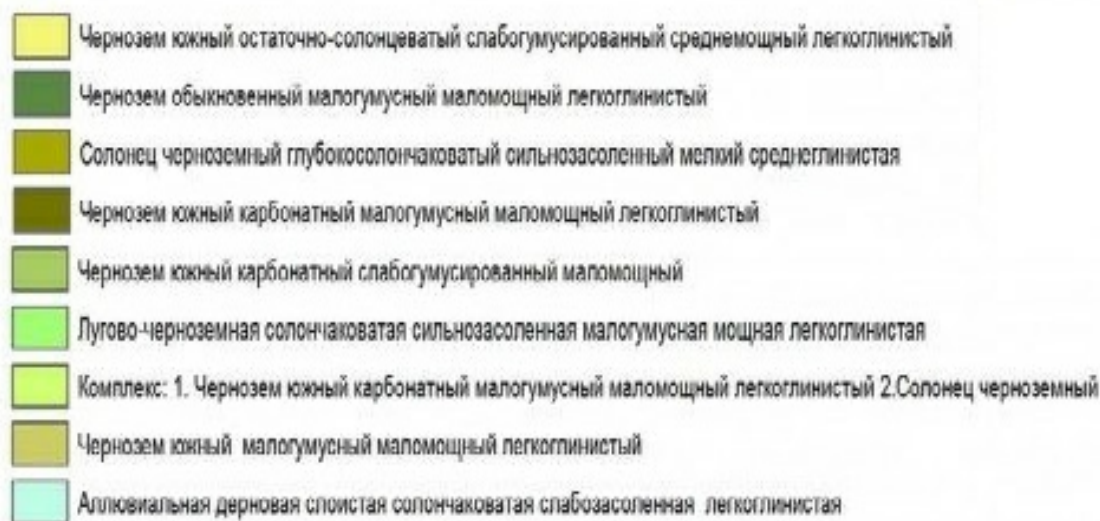 Чернозем южный остаточно-солонцеватый слабогумусированный среднемощный легкоглинистый
Чернозем обыкновенный малогумусный маломощный легкоглинистый
Солонец черноземный глубокосолончаковатый сильнозасоленный мелкий среднеглинистая
Чернозем южный карбонатный малогумусный маломощный легкоглинистый
Чернозем южный карбонатный слабогумусированный маломощный
Лугово-черноземная солончаковатая сильнозасоленная малогумусная мощная легкоглинистая
Комплекс: 1. Чернозем южный карбонатный малогумусный маломощный легкоглинистый 2.Солонец черноземный
Чернозем южный малогумусный маломощный легкоглинистый
Аллювиальная дерновая слоистая солончаковатая слабозасоленная легкоглинистая